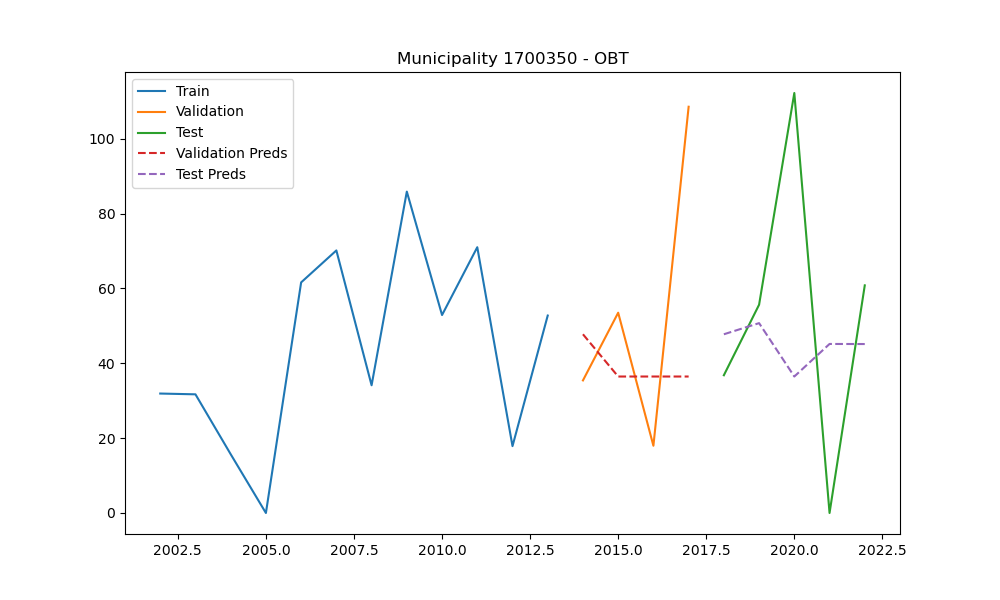 Municipality 1700350 - OBT
Train
Validation
Test
Validation Preds
Test Preds
100
80
60
40
20
0
2002.5 2005.0 2007.5 2010.0 2012.5 2015.0 2017.5 2020.0 2022.5